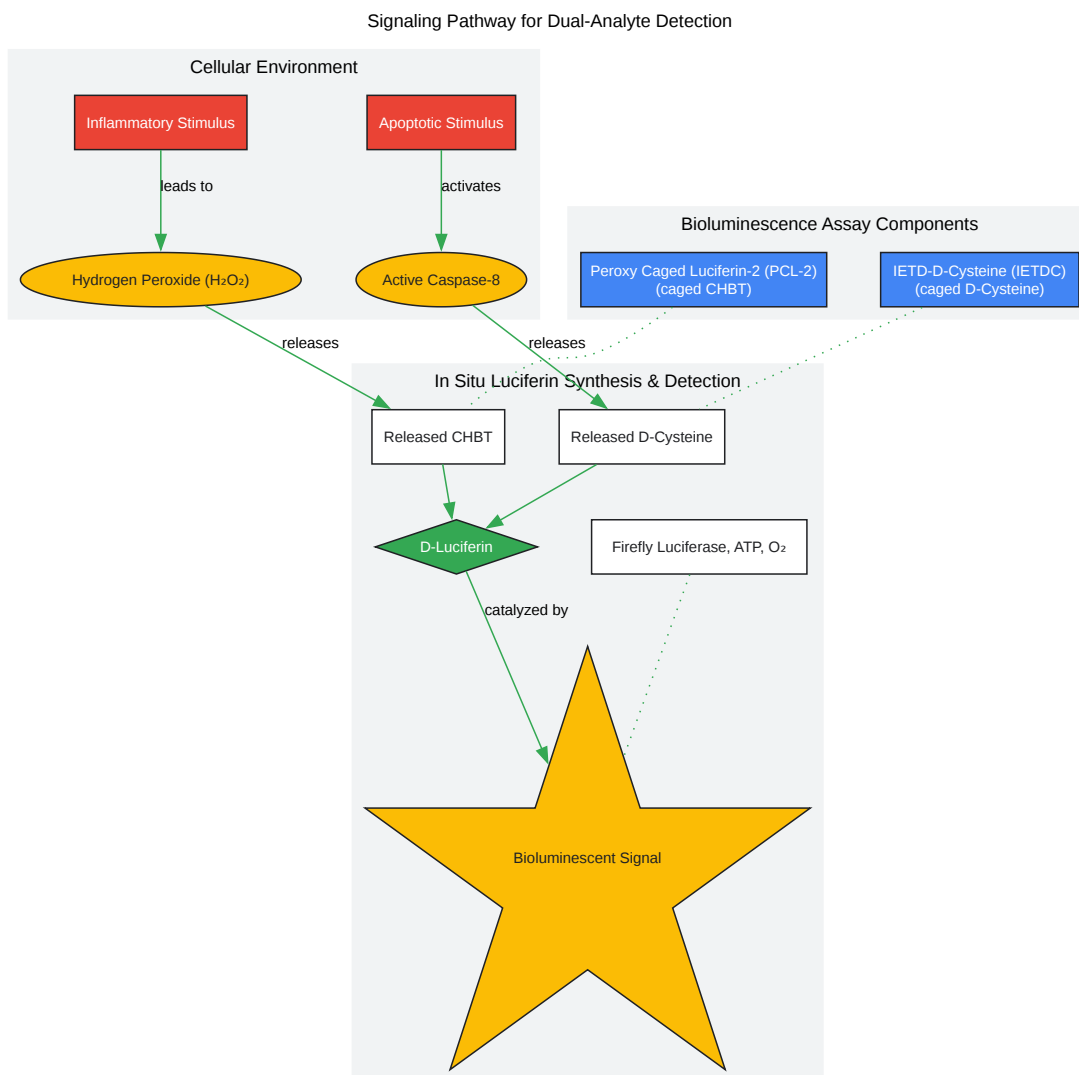 Signaling Pathway for Dual-Analyte Detection
Cellular Environment
Inflammatory Stimulus
Apoptotic Stimulus
leads to
activates
Bioluminescence Assay Components
Hydrogen Peroxide (H₂O₂)
Active Caspase-8
Peroxy Caged Luciferin-2 (PCL-2)
(caged CHBT)
IETD-D-Cysteine (IETDC)
(caged D-Cysteine)
releases
releases
In Situ Luciferin Synthesis & Detection
Released CHBT
Released D-Cysteine
D-Luciferin
Firefly Luciferase, ATP, O₂
catalyzed by
Bioluminescent Signal